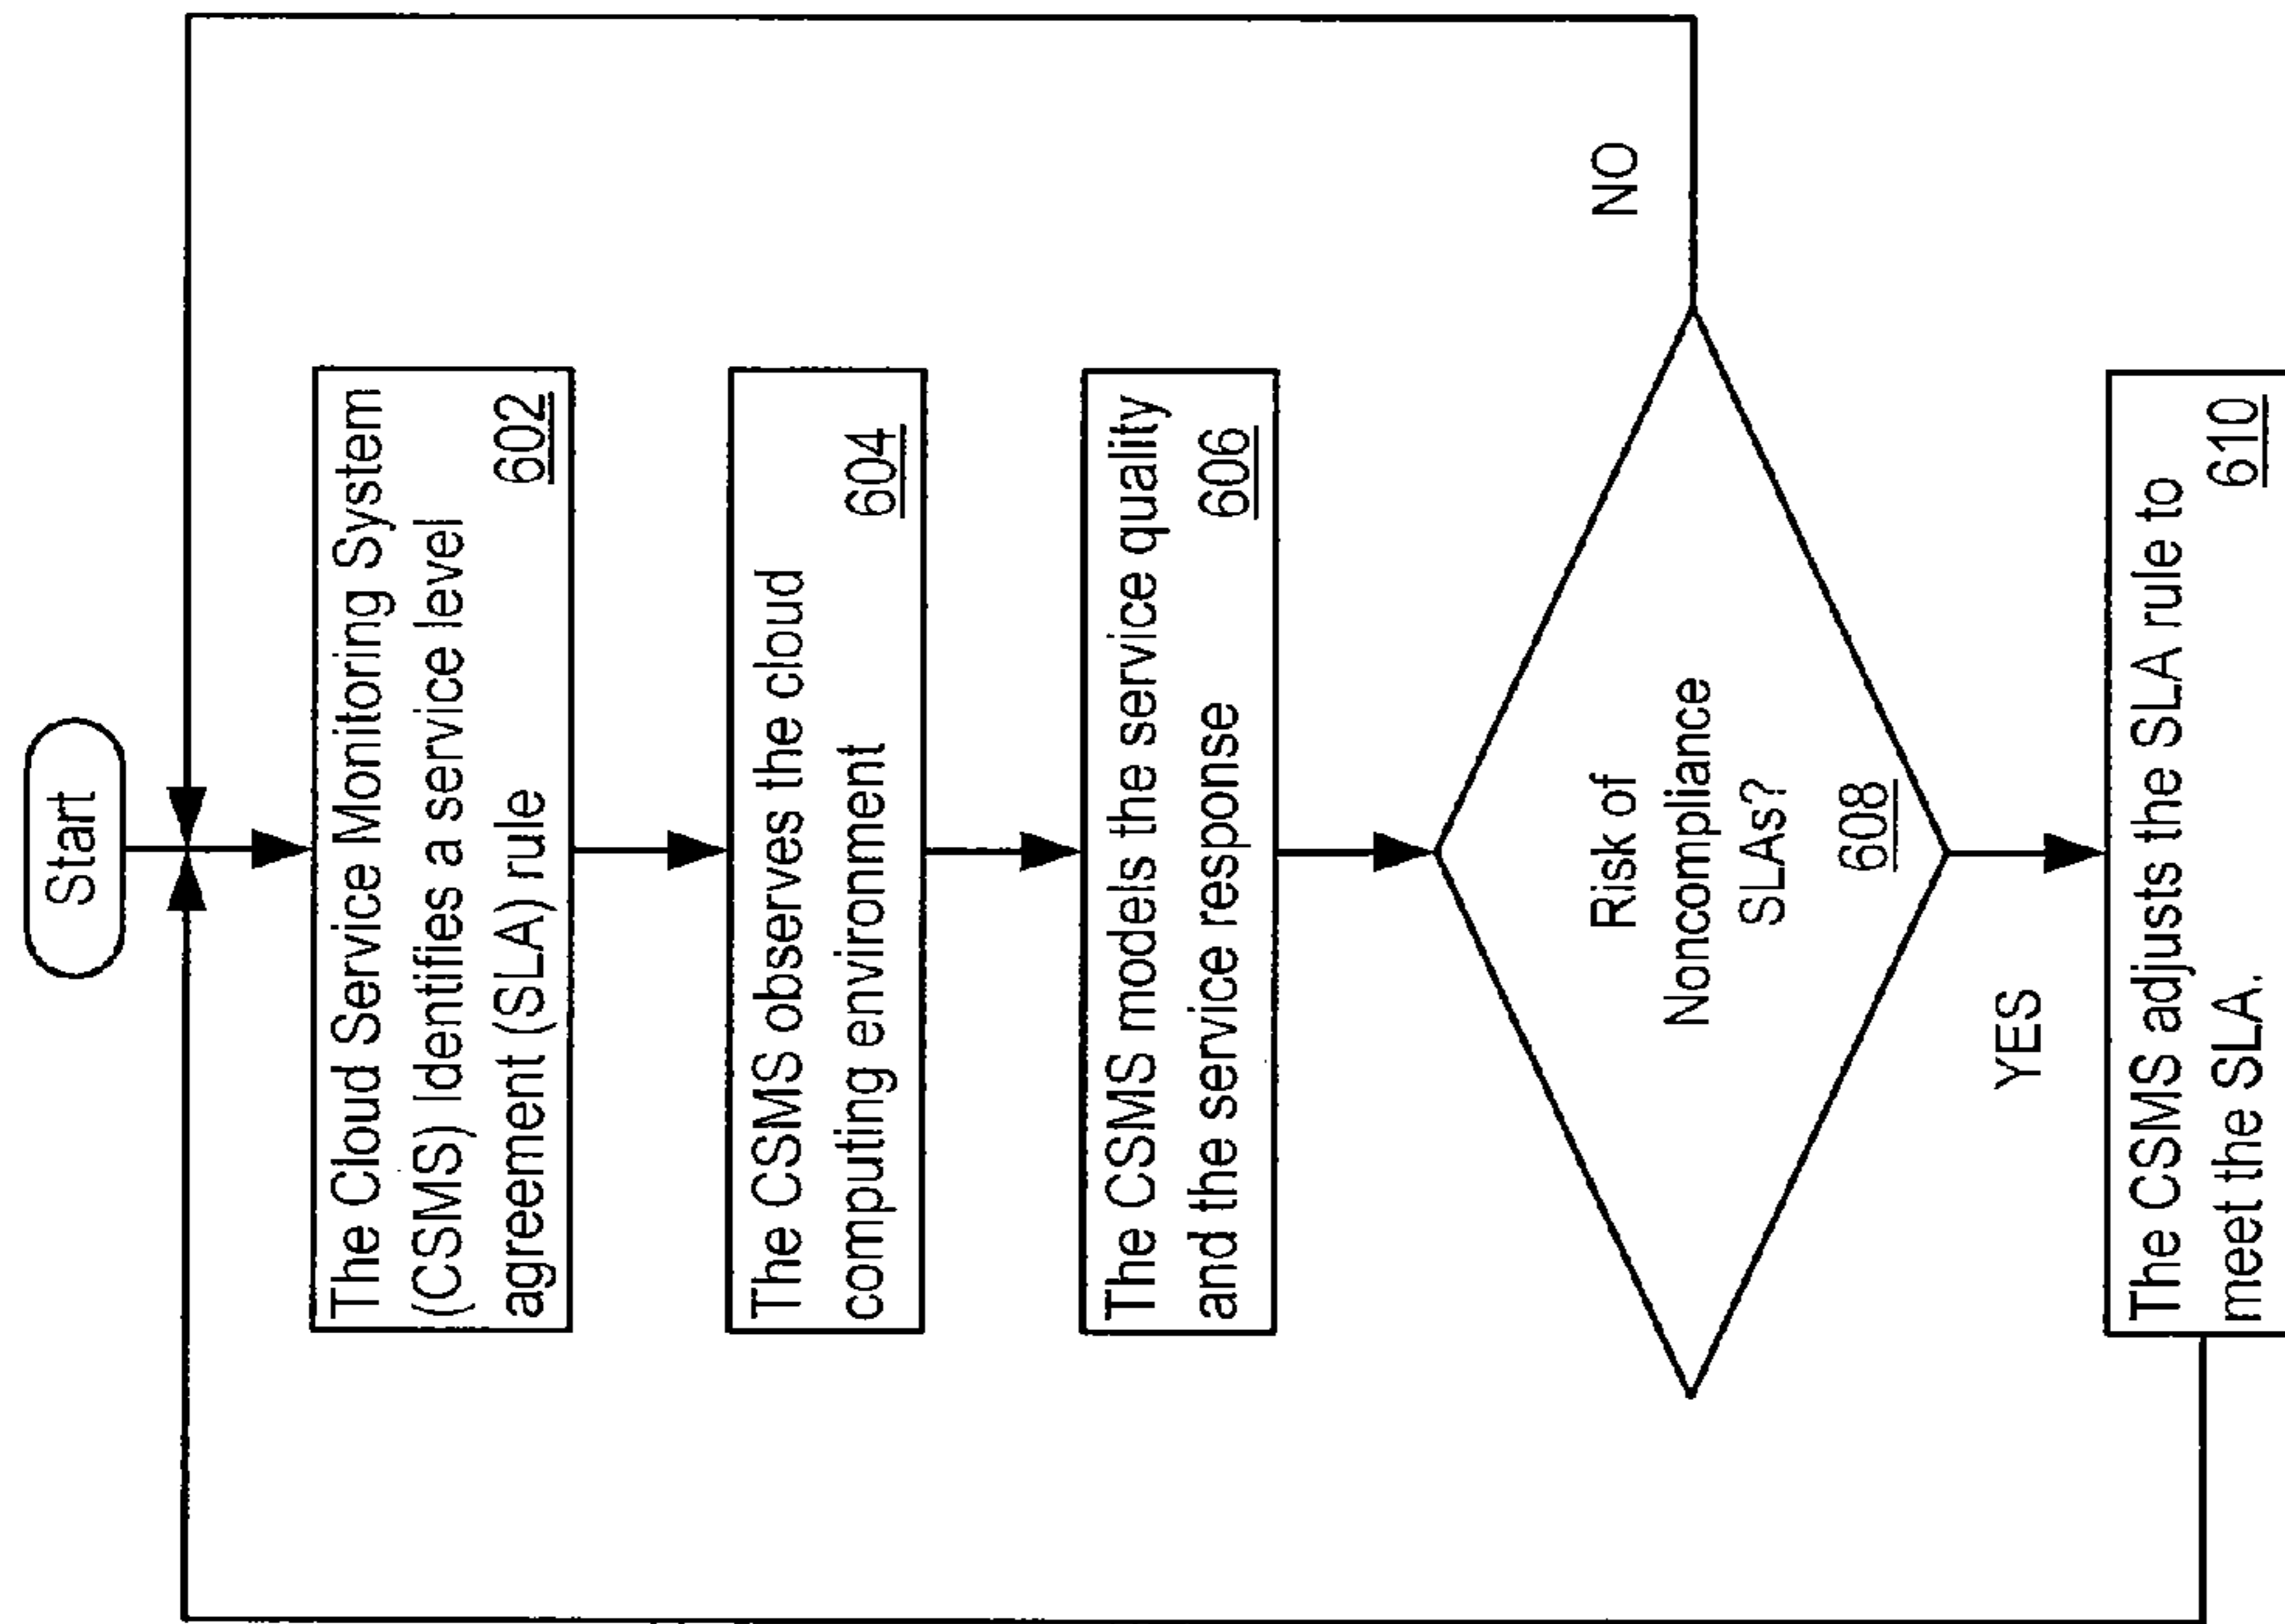 Start
The Cloud Service Monitoring System
(CSMS) Identifies a service level
agreement (SLA) rule 602
The CSMS observes the cloud
computing environment 604
The CSMS models the service quality
and the service response 606
Risk of
Noncompliance
SLAs?
608
NO
YES
The CSMS adjusts the SLA rule to
meet the SLA. 610